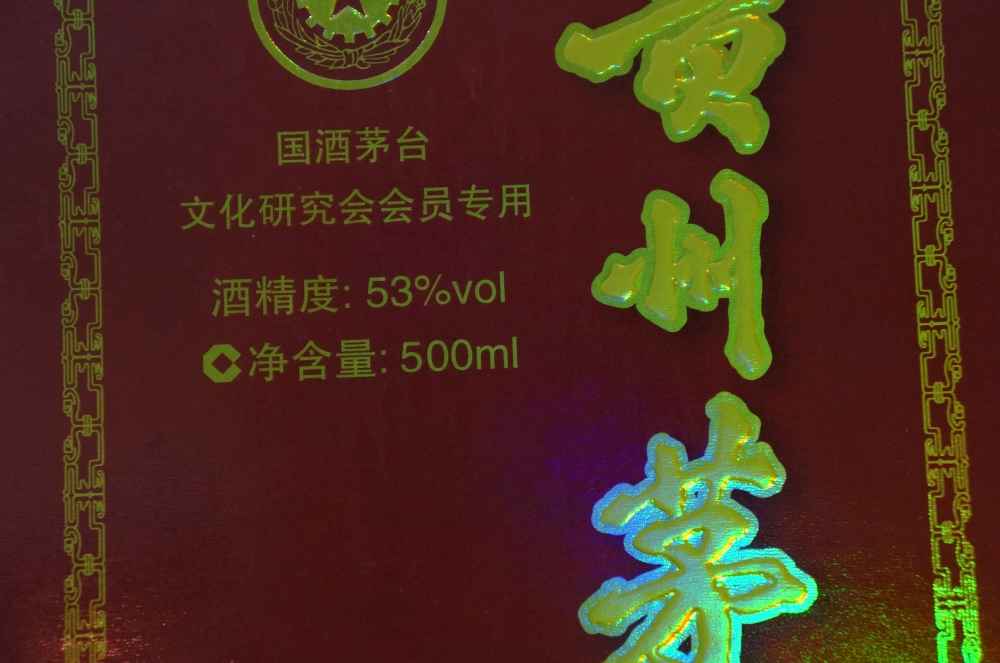 国酒茅台
文化研究会会员专用
酒精度: 53%vol
净含量: 500ml
贵州茅